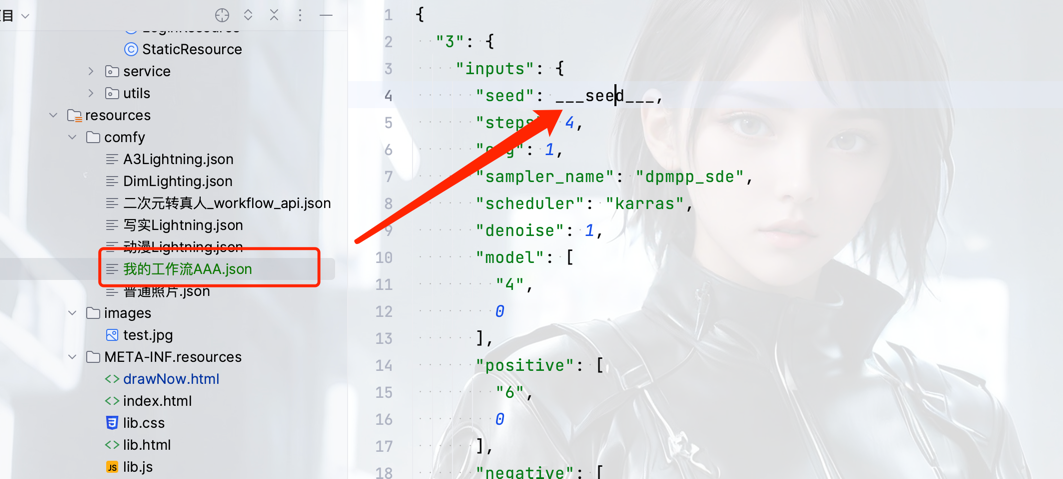 目
LoginResource
StaticResource
service
utils
resources
comfy
A3Lightning.json
DimLighting.json
二次元转真人_workflow_api.json
写实Lightning.json
动漫Lightning.json
我的工作流AAA.json
普通照片.json
images
test.jpg
META-INF.resources
drawNow.html
index.html
lib.css
lib.html
JS lib.js
1 {
2 "3": {
3 "inputs": {
4 "seed": ___seed___,
5 "steps 4,
6 1,
7 "sampler_name": "dpmpp_sde",
8 "scheduler": "karras",
9 "denoise": 1,
10 "model": [
11 "4",
12 0
13 ],
14 "positive": [
15 "6",
16 0
17 ],
18 "negative": [